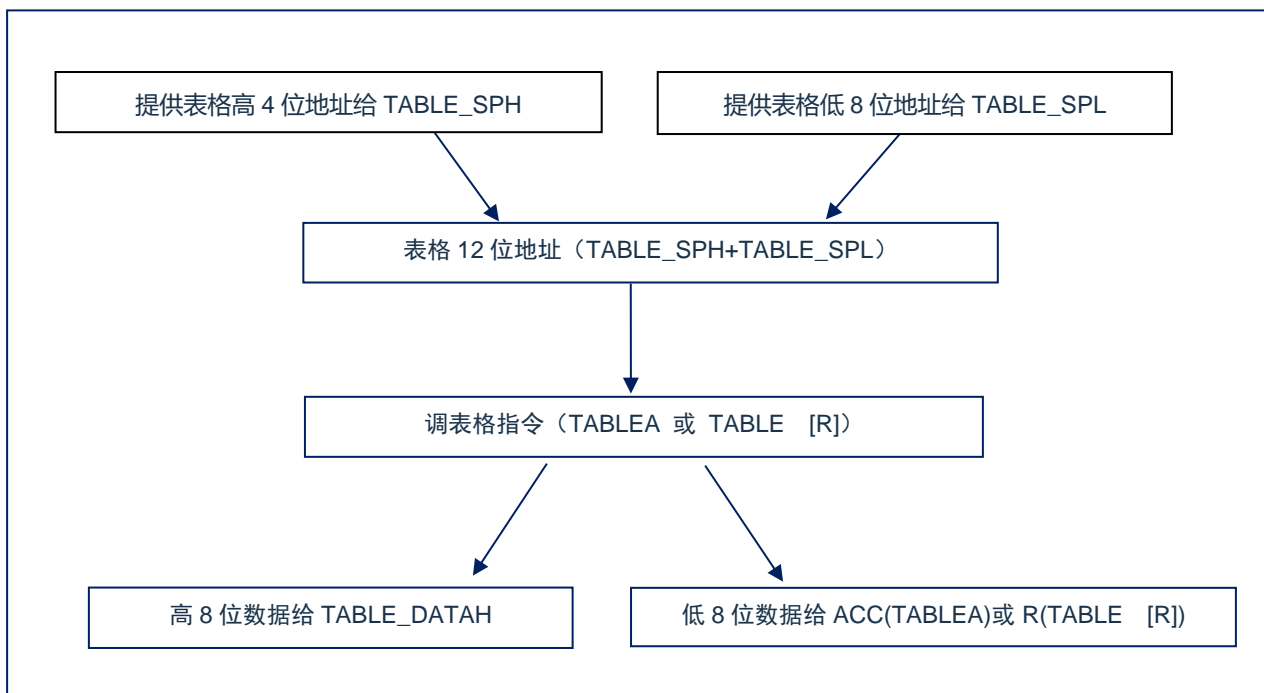 提供表格高 4 位地址给 TABLE_SPH
提供表格低 8 位地址给 TABLE_SPL
表格 12 位地址（TABLE_SPH+TABLE_SPL）
调表格指令（TABLEA 或 TABLE [R]）
高 8 位数据给 TABLE_DATAH
低 8 位数据给 ACC(TABLEA)或 R(TABLE [R])